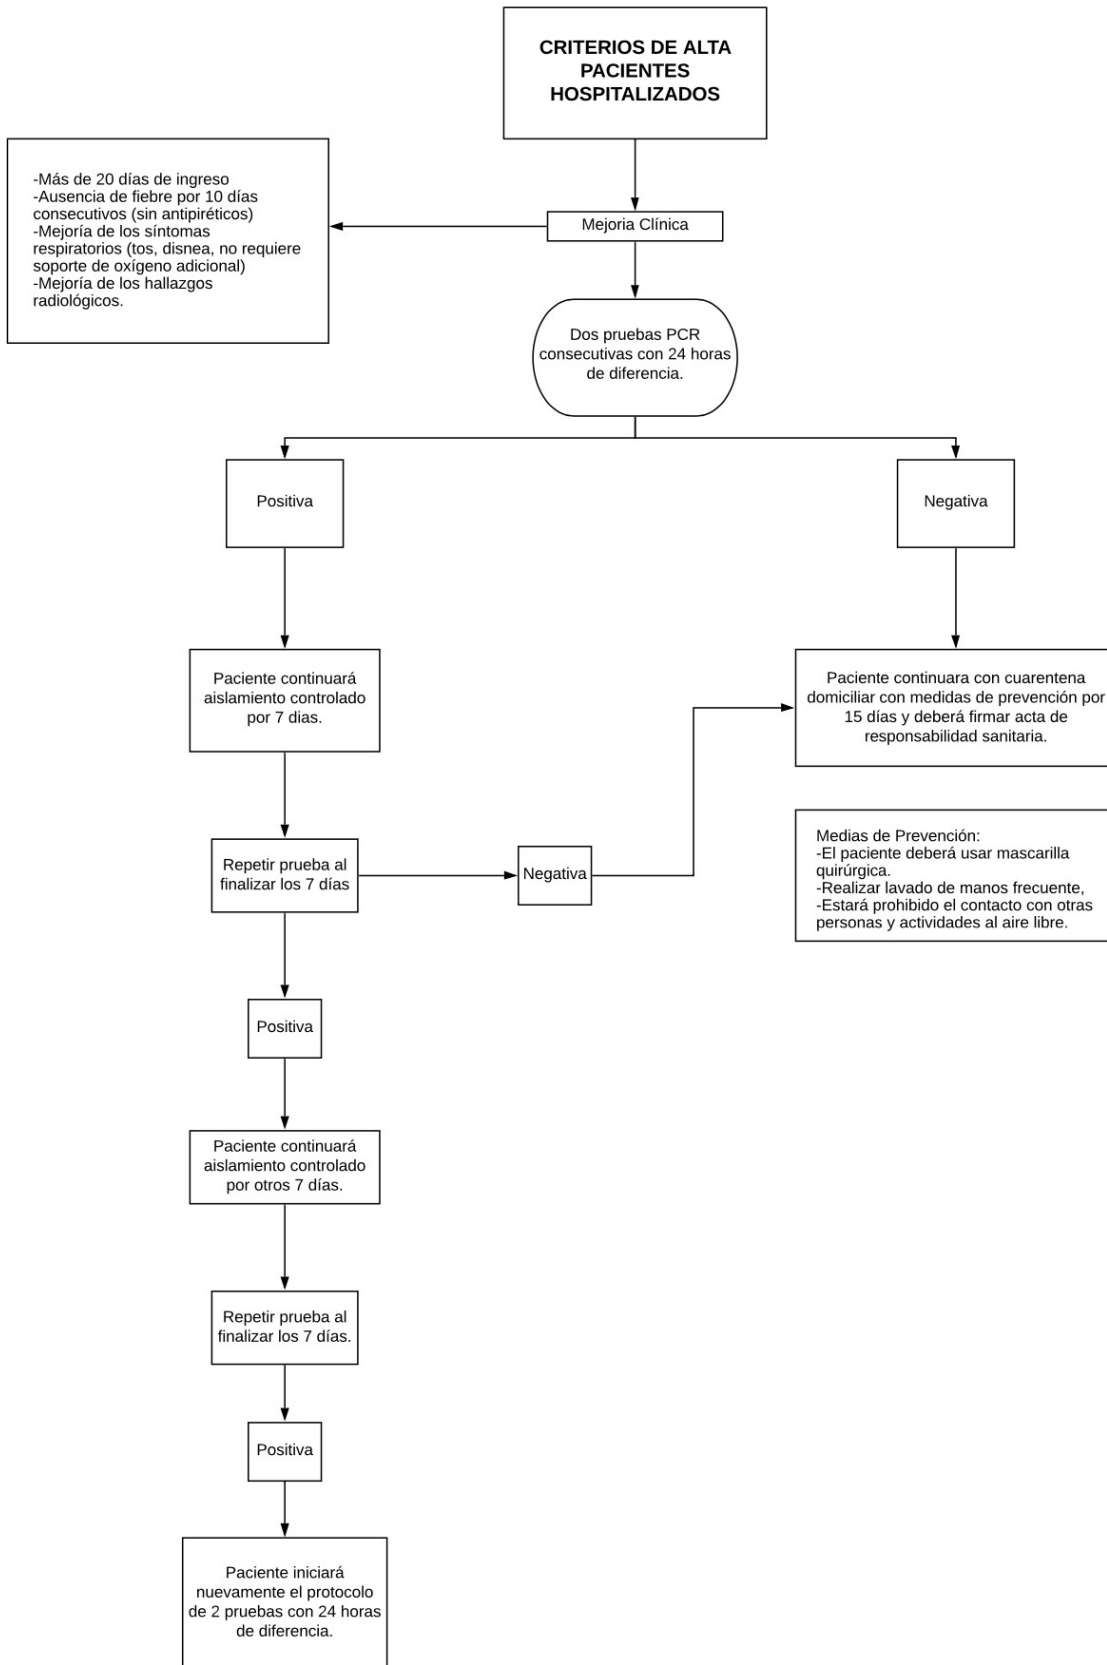 CRITERIOS DE ALTA
PACIENTES
HOSPITALIZADOS
-Más de 20 días de ingreso
-Ausencia de fiebre por 10 días
consecutivos (sin antipiréticos)
-Mejoría de los síntomas
respiratorios (tos, disnea, no requiere
soporte de oxígeno adicional)
-Mejoría de los hallazgos
radiológicos.
Mejoria Clínica
Dos pruebas PCR
consecutivas con 24 horas
de diferencia.
Positiva
Negativa
Paciente continuará
aislamiento controlado
por 7 dias.
Paciente continuara con cuarentena
domiciliar con medidas de prevención por
15 días y deberá firmar acta de
responsabilidad sanitaria.
Medias de Prevención:
-El paciente deberá usar mascarilla
quirúrgica.
-Realizar lavado de manos frecuente,
-Estará prohibido el contacto con otras
personas y actividades al aire libre.
Repetir prueba al
finalizar los 7 días
Negativa
Positiva
Paciente continuará
aislamiento controlado
por otros 7 días.
Repetir prueba al
finalizar los 7 días.
Positiva
Paciente iniciará
nuevamente el protocolo
de 2 pruebas con 24 horas
de diferencia.